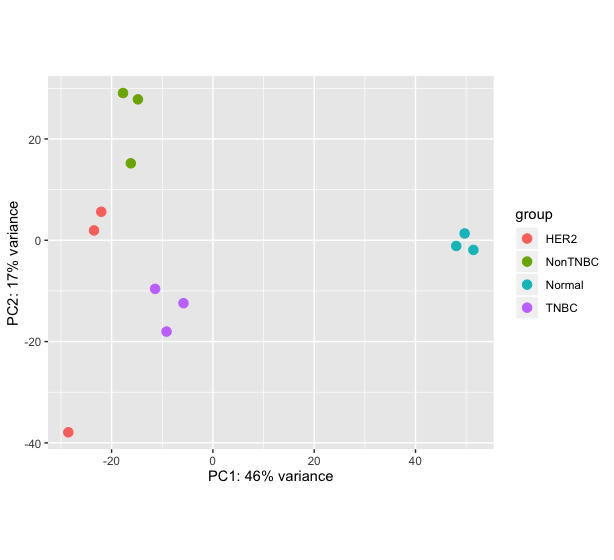 20
0
-20
-40
PC2: 17% variance
-20
0
20
40
PC1: 46% variance
group
HER2
NonTNBC
Normal
TNBC